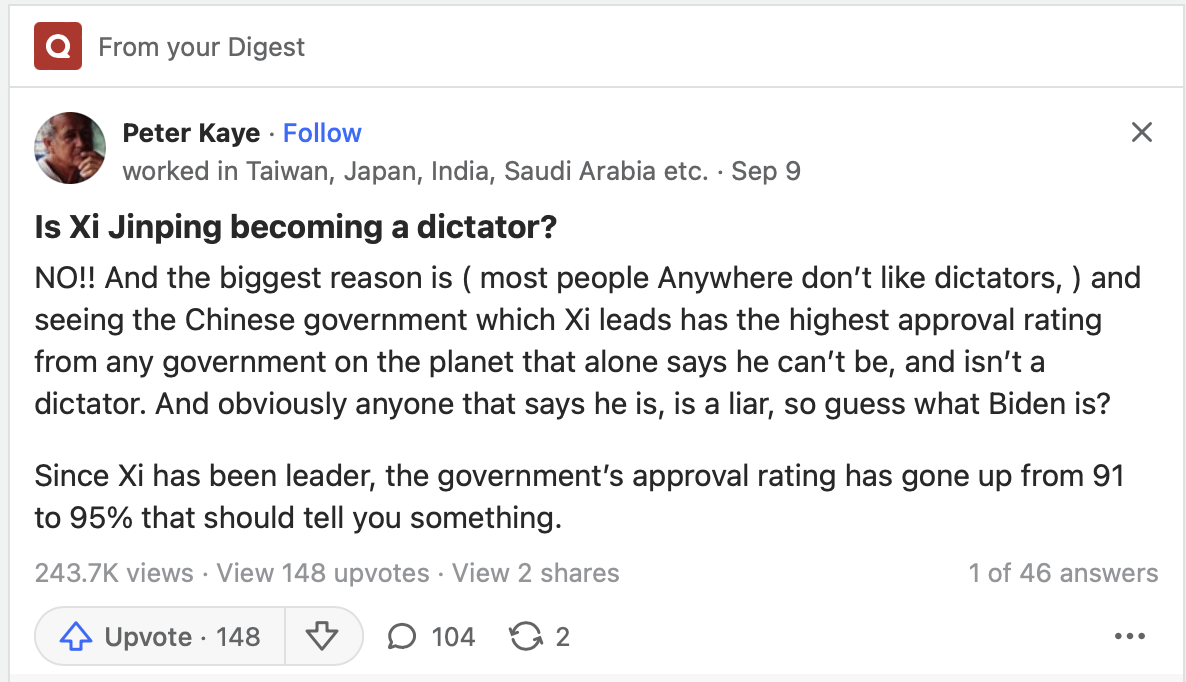 Q From your Digest
Peter Kaye · Follow
worked in Taiwan, Japan, India, Saudi Arabia etc. · Sep 9
Is Xi Jinping becoming a dictator?
NO!! And the biggest reason is ( most people Anywhere don’t like dictators, ) and
seeing the Chinese government which Xi leads has the highest approval rating
from any government on the planet that alone says he can’t be, and isn’t a
dictator. And obviously anyone that says he is, is a liar, so guess what Biden is?
Since Xi has been leader, the government’s approval rating has gone up from 91
to 95% that should tell you something.
243.7K views · View 148 upvotes · View 2 shares 1 of 46 answers
Upvote · 148 104 2